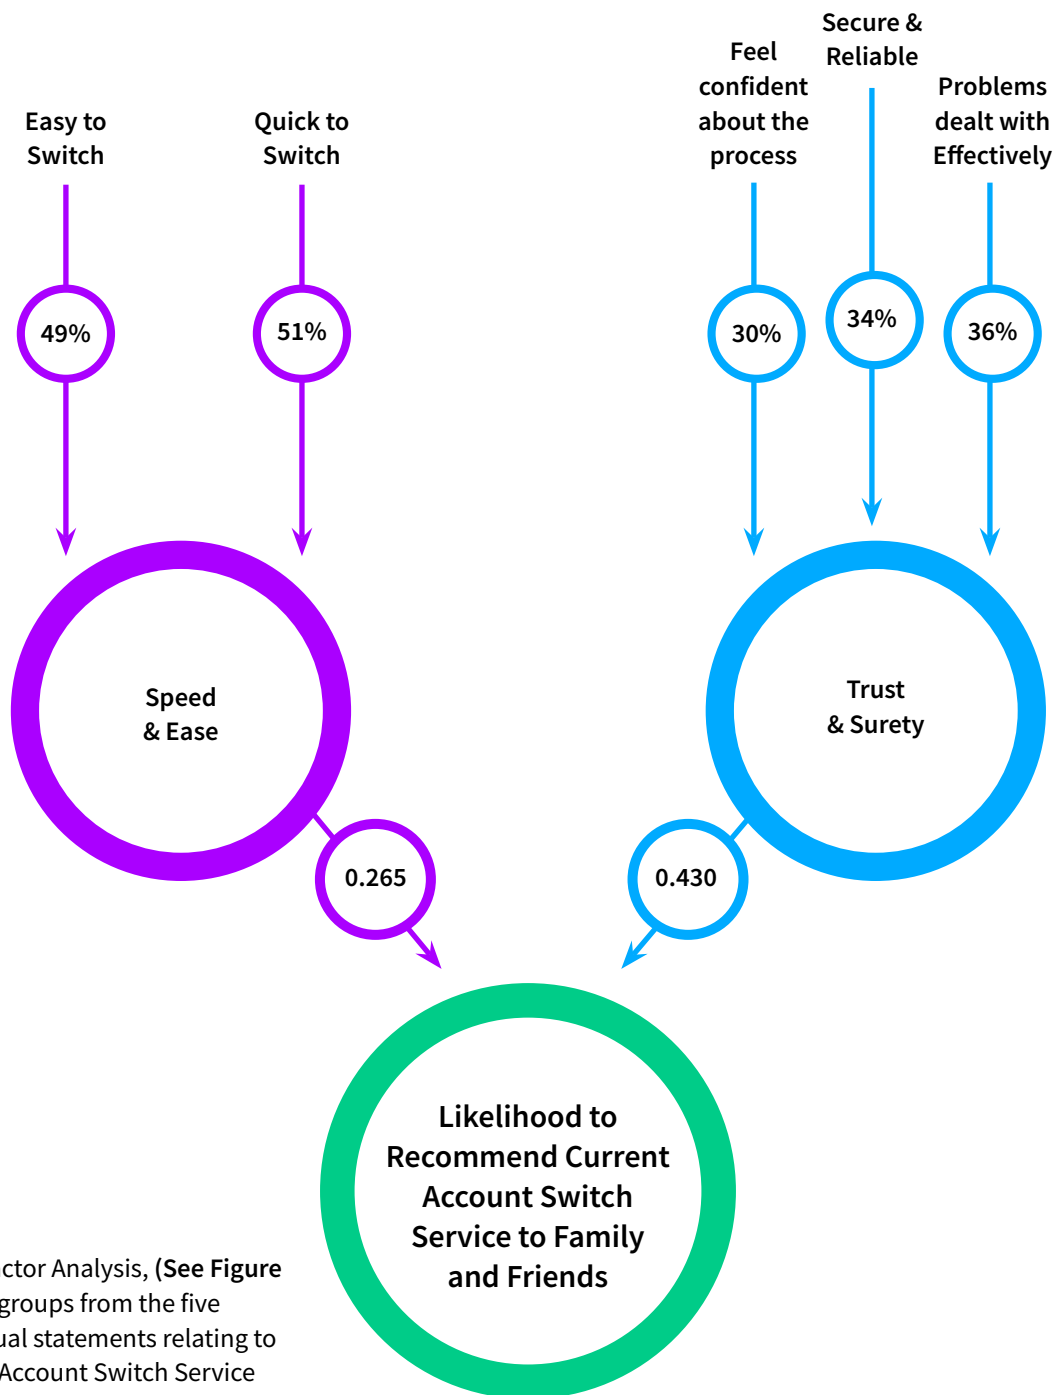 Easy to
Switch
Quick to
Switch
Feel
confident
about the
process
Secure &
Reliable
Problems
dealt with
Effectively
49%
51%
30%
34%
36%
Speed
& Ease
Trust
& Surety
0.265
0.430
Likelihood to
Recommend Current
Account Switch
Service to Family
and Friends
Analysis, (See Figure
groups from the five
statements relating to
Account Switch Service